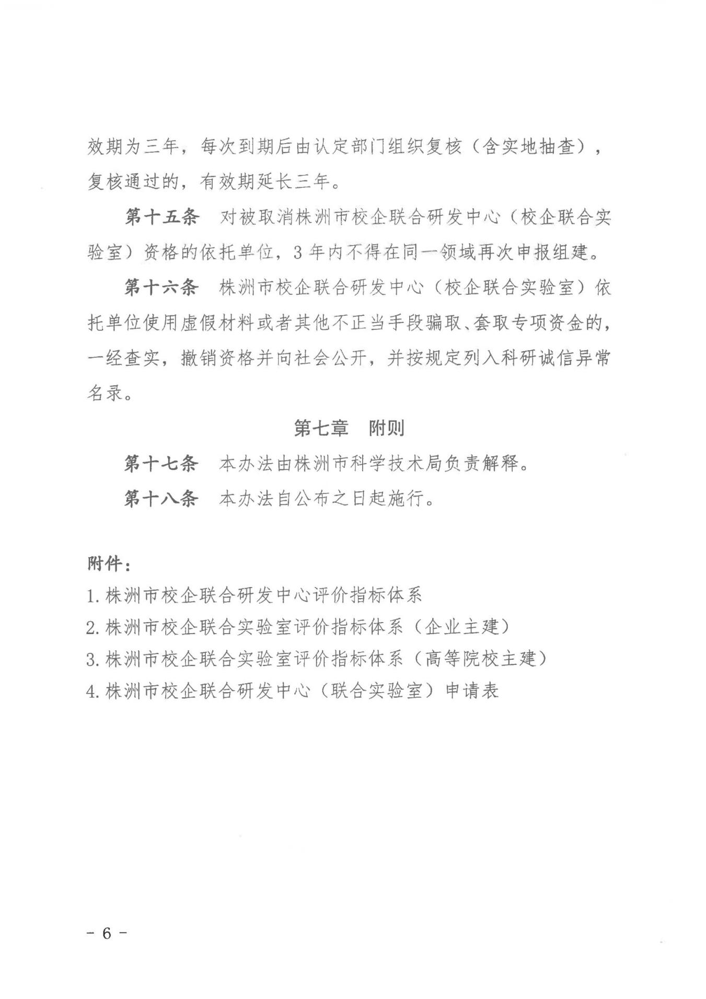 效期为三年，每次到期后由认定部门组织复核（含实地抽查），
复核通过的，有效期延长三年。
第十五条　对被取消株洲市校企联合研发中心（校企联合实
验室）资格的依托单位，3 年内不得在同一领域再次申报组建。
第十六条　株洲市校企联合研发中心（校企联合实验室）依
托单位使用虚假材料或者其他不正当手段骗取、套取专项资金的，
一经查实，撤销资格并向社会公开，并按规定列入科研诚信异常
名录。
第七章　附则
第十七条　本办法由株洲市科学技术局负责解释。
第十八条　本办法自公布之日起施行。
附件：
1. 株洲市校企联合研发中心评价指标体系
2. 株洲市校企联合实验室评价指标体系（企业主建）
3. 株洲市校企联合实验室评价指标体系（高等院校主建）
4. 株洲市校企联合研发中心（联合实验室）申请表
- 6 -